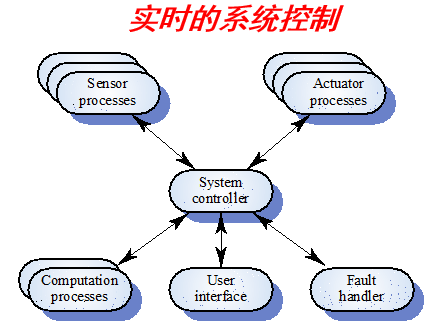 实时的系统控制
Sensor
processes
Actuator
processes
System
controller
Computation
processes
User
interface
Fault
handler